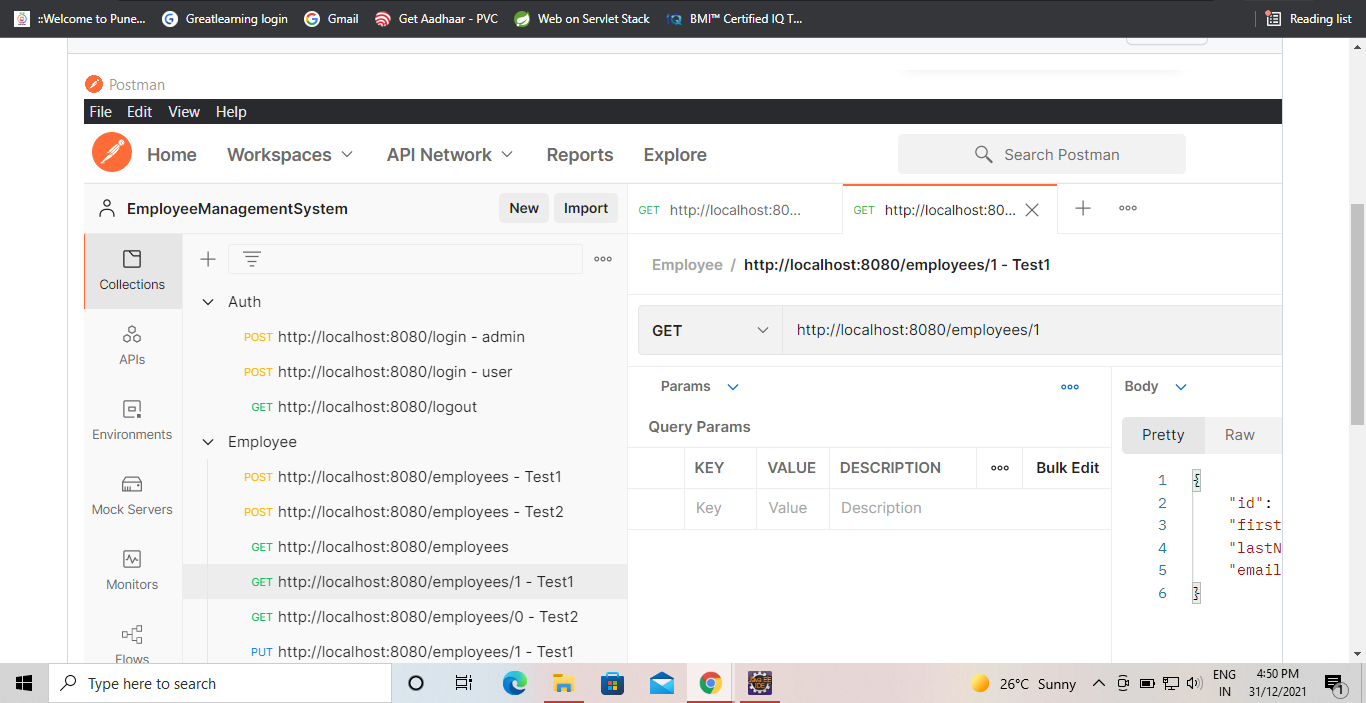 ::Welcome to Pune... Greatlearning login Gmail Get Aadhaar - PVC Web on Servlet Stack BMI™ Certified IQ T... Reading list
Postman
File Edit View Help
Home Workspaces API Network Reports Explore Search Postman
EmployeeManagementSystem New Import GET http://localhost:80... GET http://localhost:80...
Collections
APIs
Environments
Mock Servers
Monitors
Flows
Auth
POST http://localhost:8080/login - admin
POST http://localhost:8080/login - user
GET http://localhost:8080/logout
Employee
POST http://localhost:8080/employees - Test1
POST http://localhost:8080/employees - Test2
GET http://localhost:8080/employees
GET http://localhost:8080/employees/1 - Test1
GET http://localhost:8080/employees/0 - Test2
PUT http://localhost:8080/employees/1 - Test1
Employee / http://localhost:8080/employees/1 - Test1
GET http://localhost:8080/employees/1
Params
Query Params
KEY VALUE DESCRIPTION Bulk Edit
Key Value Description
Body
Pretty Raw
1 {
2 "id":
3 "first
4 "lastN
5 "email
6 }
Type here to search 26°C Sunny ENG IN 4:50 PM 31/12/2021 1